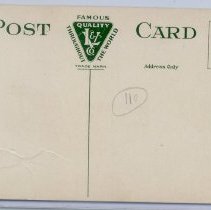 POST CARD
FAMOUS
QUALITY
THROUGHOUT THE WORLD
TRADE MARK
Address Only
110